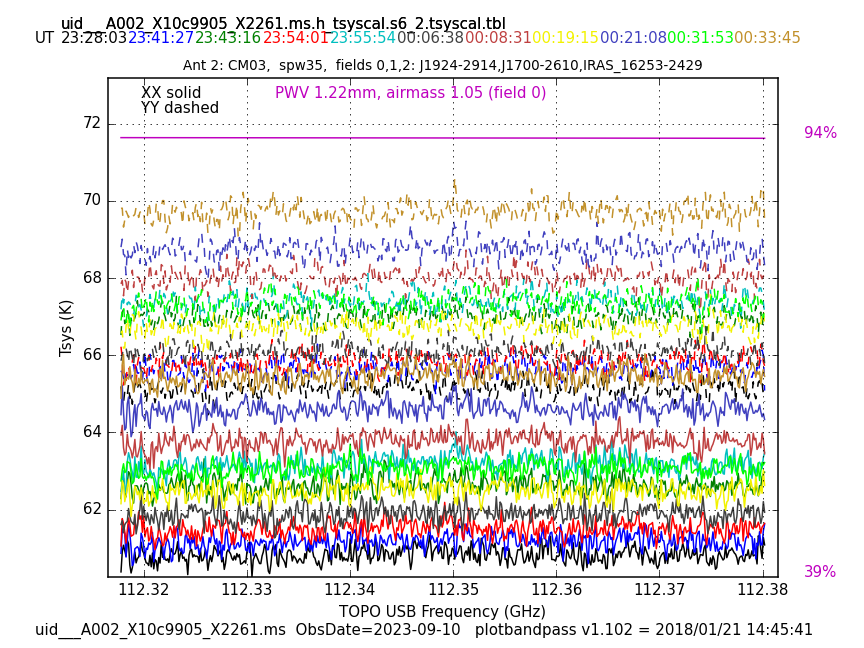 uid___A002_X10c9905_X2261.ms.h_tsyscal.s6_2.tsyscal.tbl
UT 23:28:03 23:41:27 23:43:16 23:54:01 23:55:54 00:06:38 00:08:31 00:19:15 00:21:08 00:31:53 00:33:45
Ant 2: CM03,  spw35,  fields 0,1,2: J1924-2914,J1700-2610,IRAS_16253-2429
XX solid
PWV 1.22mm, airmass 1.05 (field 0)
YY dashed
72
94%
70
68
66
64
62
Tsys (K)
39%
112.32 112.33 112.34 112.35 112.36 112.37 112.38
TOPO USB Frequency (GHz)
uid___A002_X10c9905_X2261.ms  ObsDate=2023-09-10   plotbandpass v1.102 = 2018/01/21 14:45:41